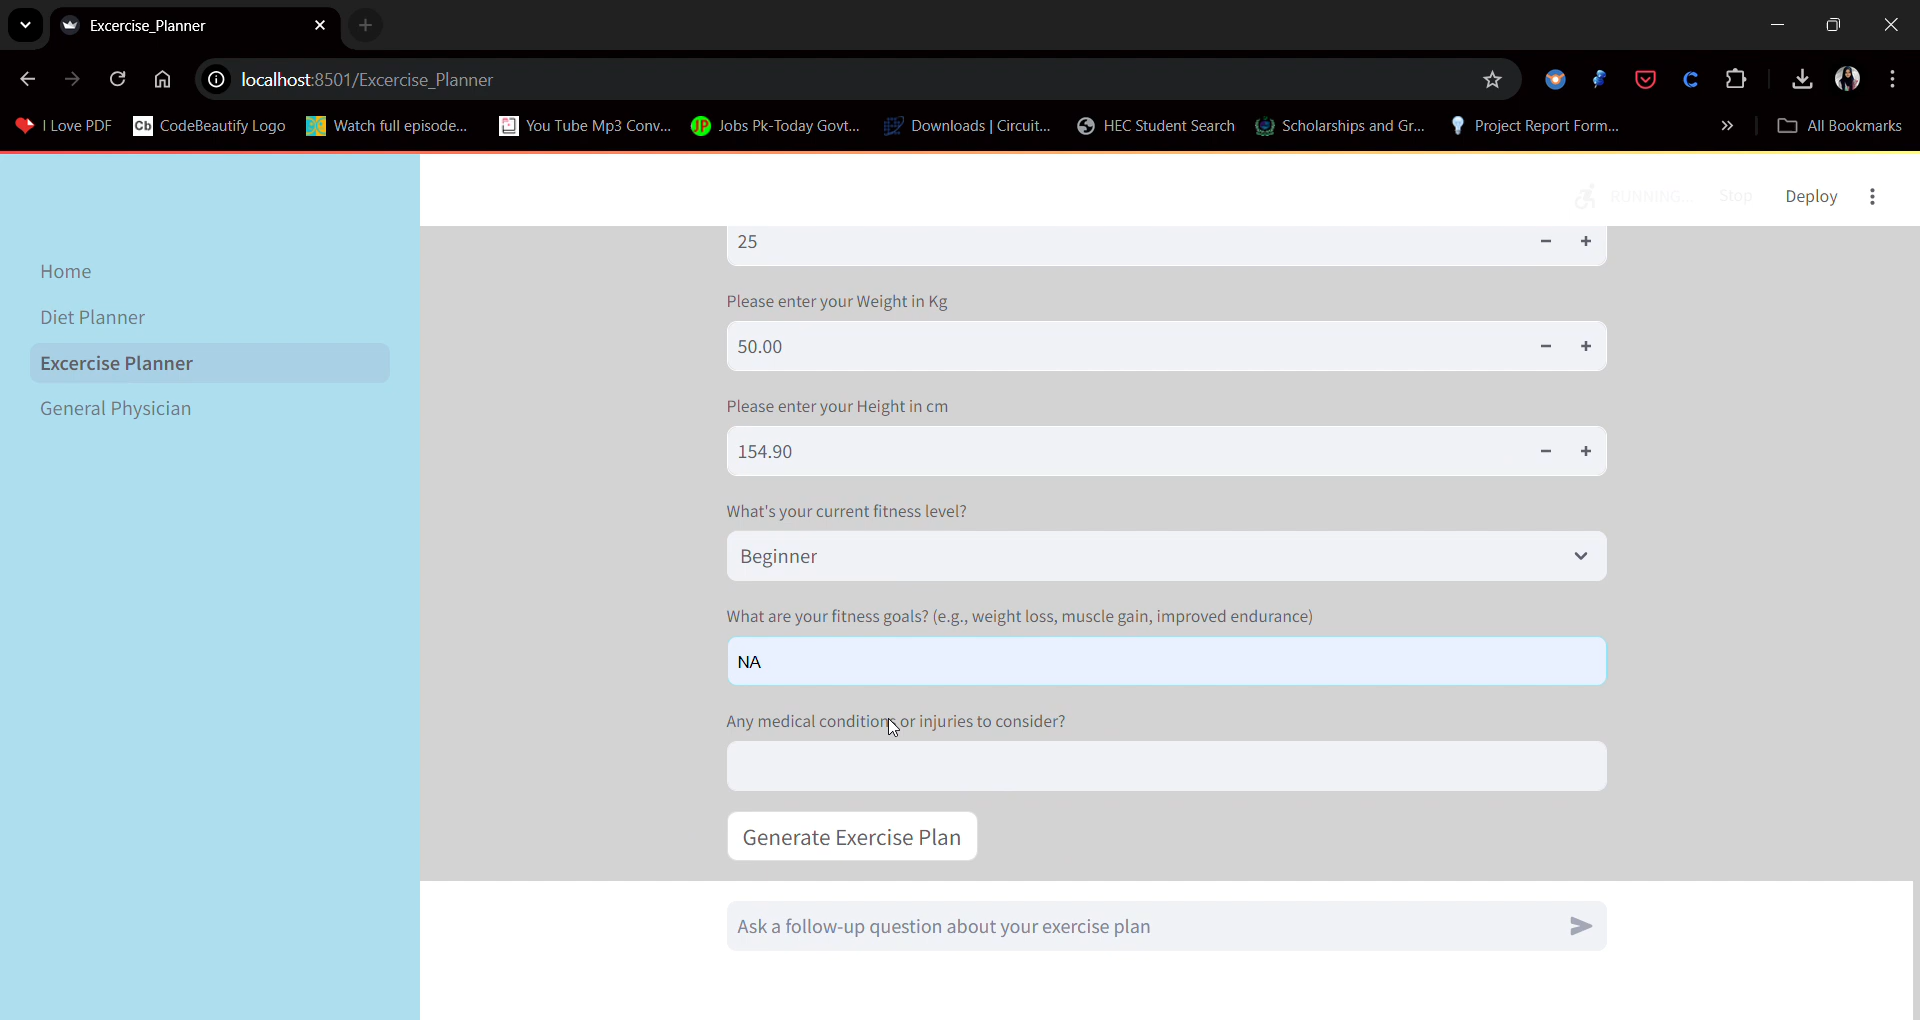 Excercise_Planner
localhost:8501/Excercise_Planner
I Love PDF
Cb CodeBeautify Logo
Watch full episode...
You Tube Mp3 Conv...
JP Jobs Pk-Today Govt...
Downloads | Circuit...
HEC Student Search
Scholarships and Gr...
Project Report Form...
All Bookmarks
RUNNING...
Stop
Deploy
Home
Diet Planner
Excercise Planner
General Physician
25
Please enter your Weight in Kg
50.00
Please enter your Height in cm
154.90
What's your current fitness level?
Beginner
What are your fitness goals? (e.g., weight loss, muscle gain, improved endurance)
NA
Any medical conditions or injuries to consider?
Generate Exercise Plan
Ask a follow-up question about your exercise plan